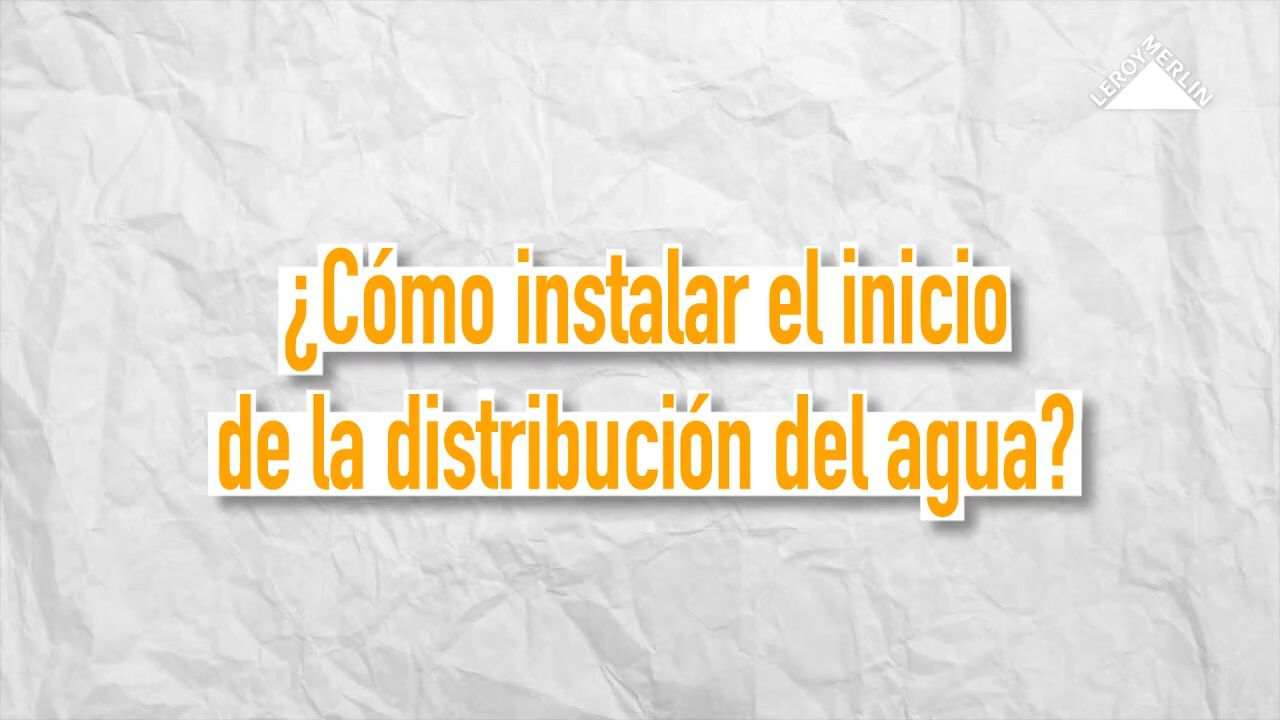 LEROY MERLIN
¿Cómo instalar el inicio
de la distribución del agua?